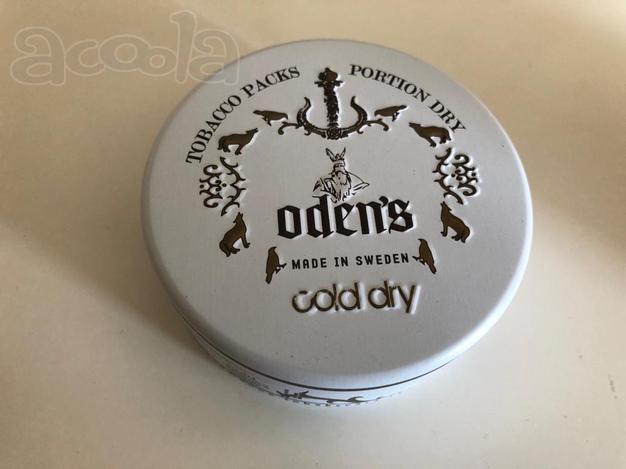 acoola
TOBACCO PACKS PORTION DRY
oden's
MADE IN SWEDEN
cold dry